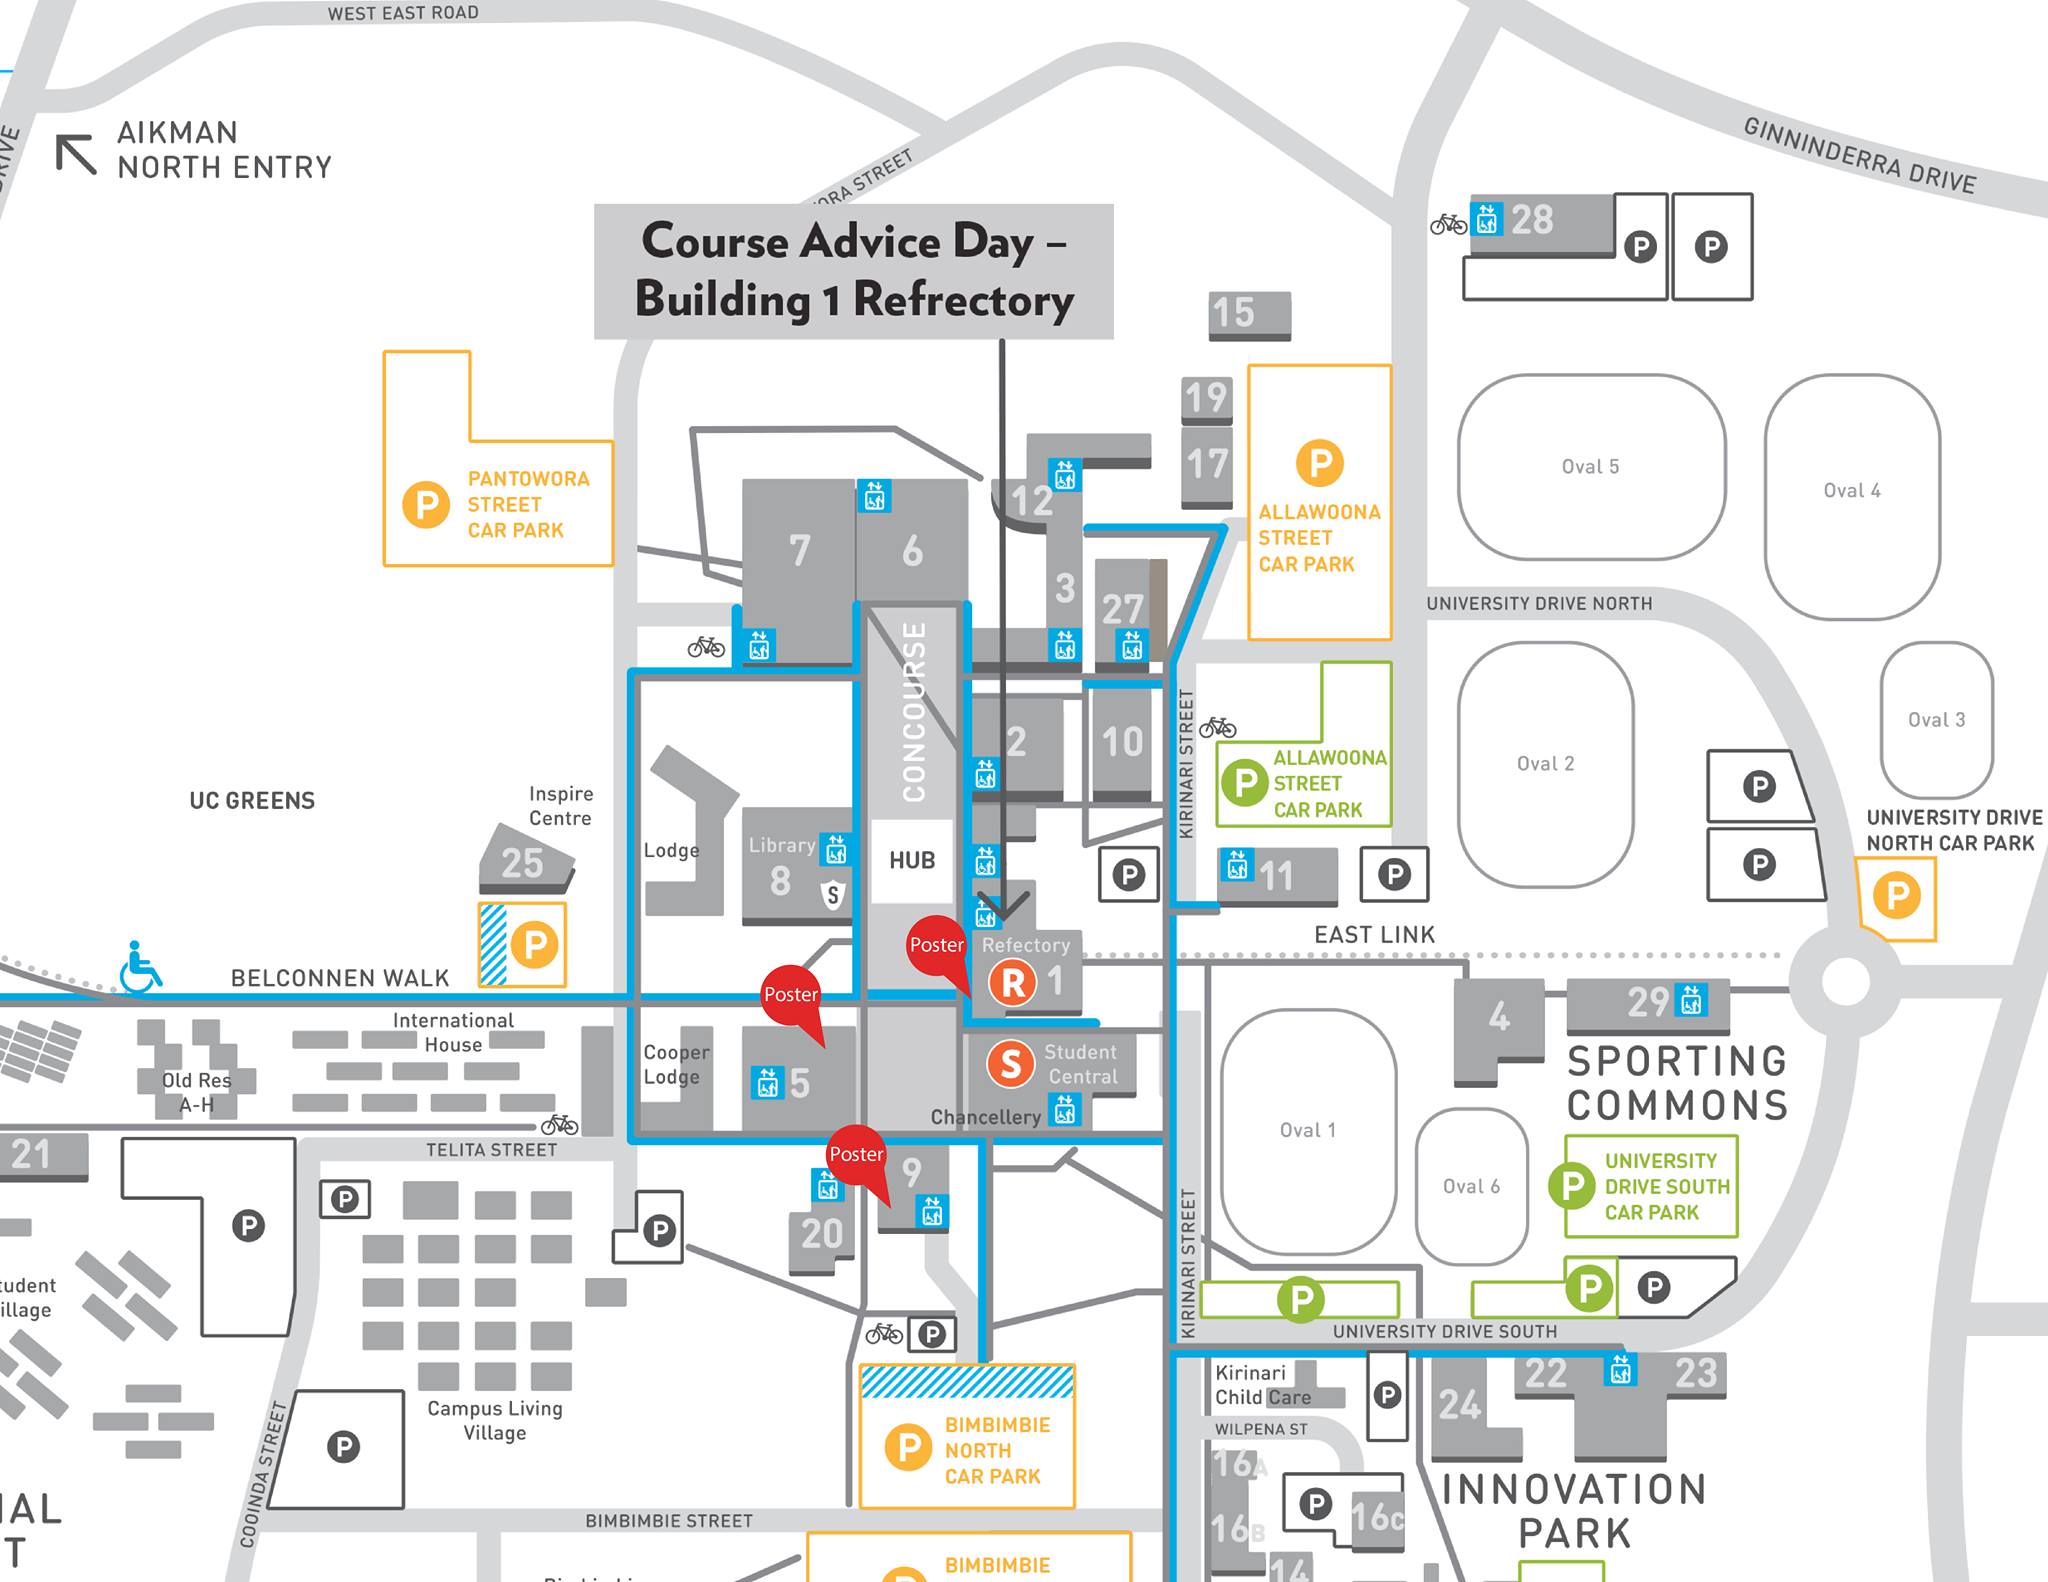 WEST EAST ROAD
DRIVE
AIKMAN
NORTH ENTRY
ORA STREET
GINNINDERRA DRIVE
Course Advice Day –
Building 1 Refrectory
28
P
P
15
19
17
P
ALLAWOONA
STREET
CAR PARK
Oval 5
Oval 4
P
PANTOWORA
STREET
CAR PARK
12
7
6
3
27
UNIVERSITY DRIVE NORTH
CONCOURSE
2
10
KIRINARI STREET
P
ALLAWOONA
STREET
CAR PARK
Oval 2
Oval 3
P
UC GREENS
Inspire
Centre
25
P
Lodge
Library
8
S
HUB
P
11
P
P
UNIVERSITY DRIVE
NORTH CAR PARK
P
EAST LINK
Poster
Refectory
R
1
BELCONNEN WALK
Poster
International
House
Old Res
A-H
Cooper
Lodge
5
S
Student
Central
Chancellery
4
29
SPORTING
COMMONS
Oval 1
Oval 6
P
UNIVERSITY
DRIVE SOUTH
CAR PARK
21
TELITA STREET
Poster
9
20
P
P
P
KIRINARI STREET
P
P
P
UNIVERSITY DRIVE SOUTH
tudent
illage
P
Campus Living
Village
P
COOINDA STREET
P
BIMBIMBIE
NORTH
CAR PARK
Kirinari
Child Care
P
WILPENA ST
24
22
23
16A
16B
P
16C
14
INNOVATION
PARK
IAL
T
BIMBIMBIE STREET
BIMBIMBIE